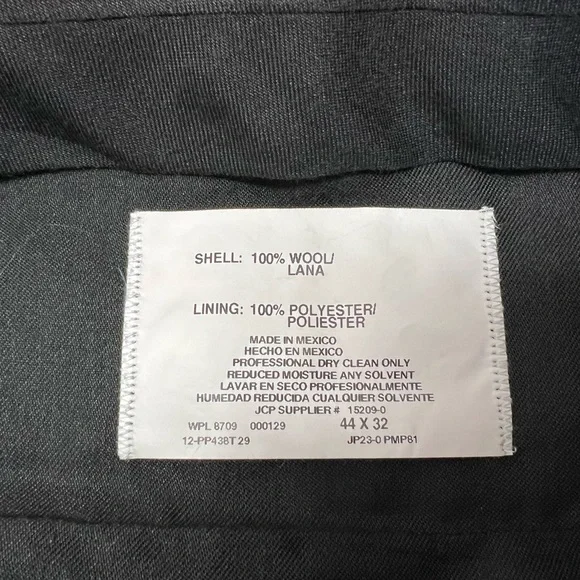 SHELL: 100% WOOL/
LANA
LINING: 100% POLYESTER/
POLIESTER
MADE IN MEXICO
HECHO EN MEXICO
PROFESSIONAL DRY CLEAN ONLY
REDUCED MOISTURE ANY SOLVENT
LAVAR EN SECO PROFESIONALMENTE
HUMEDAD REDUCIDA CUALQUIER SOLVENTE
JCP SUPPLIER # 15209-0
WPL 8709 000129 44 X 32
12-PP438T 29 JP23-0 PMP81